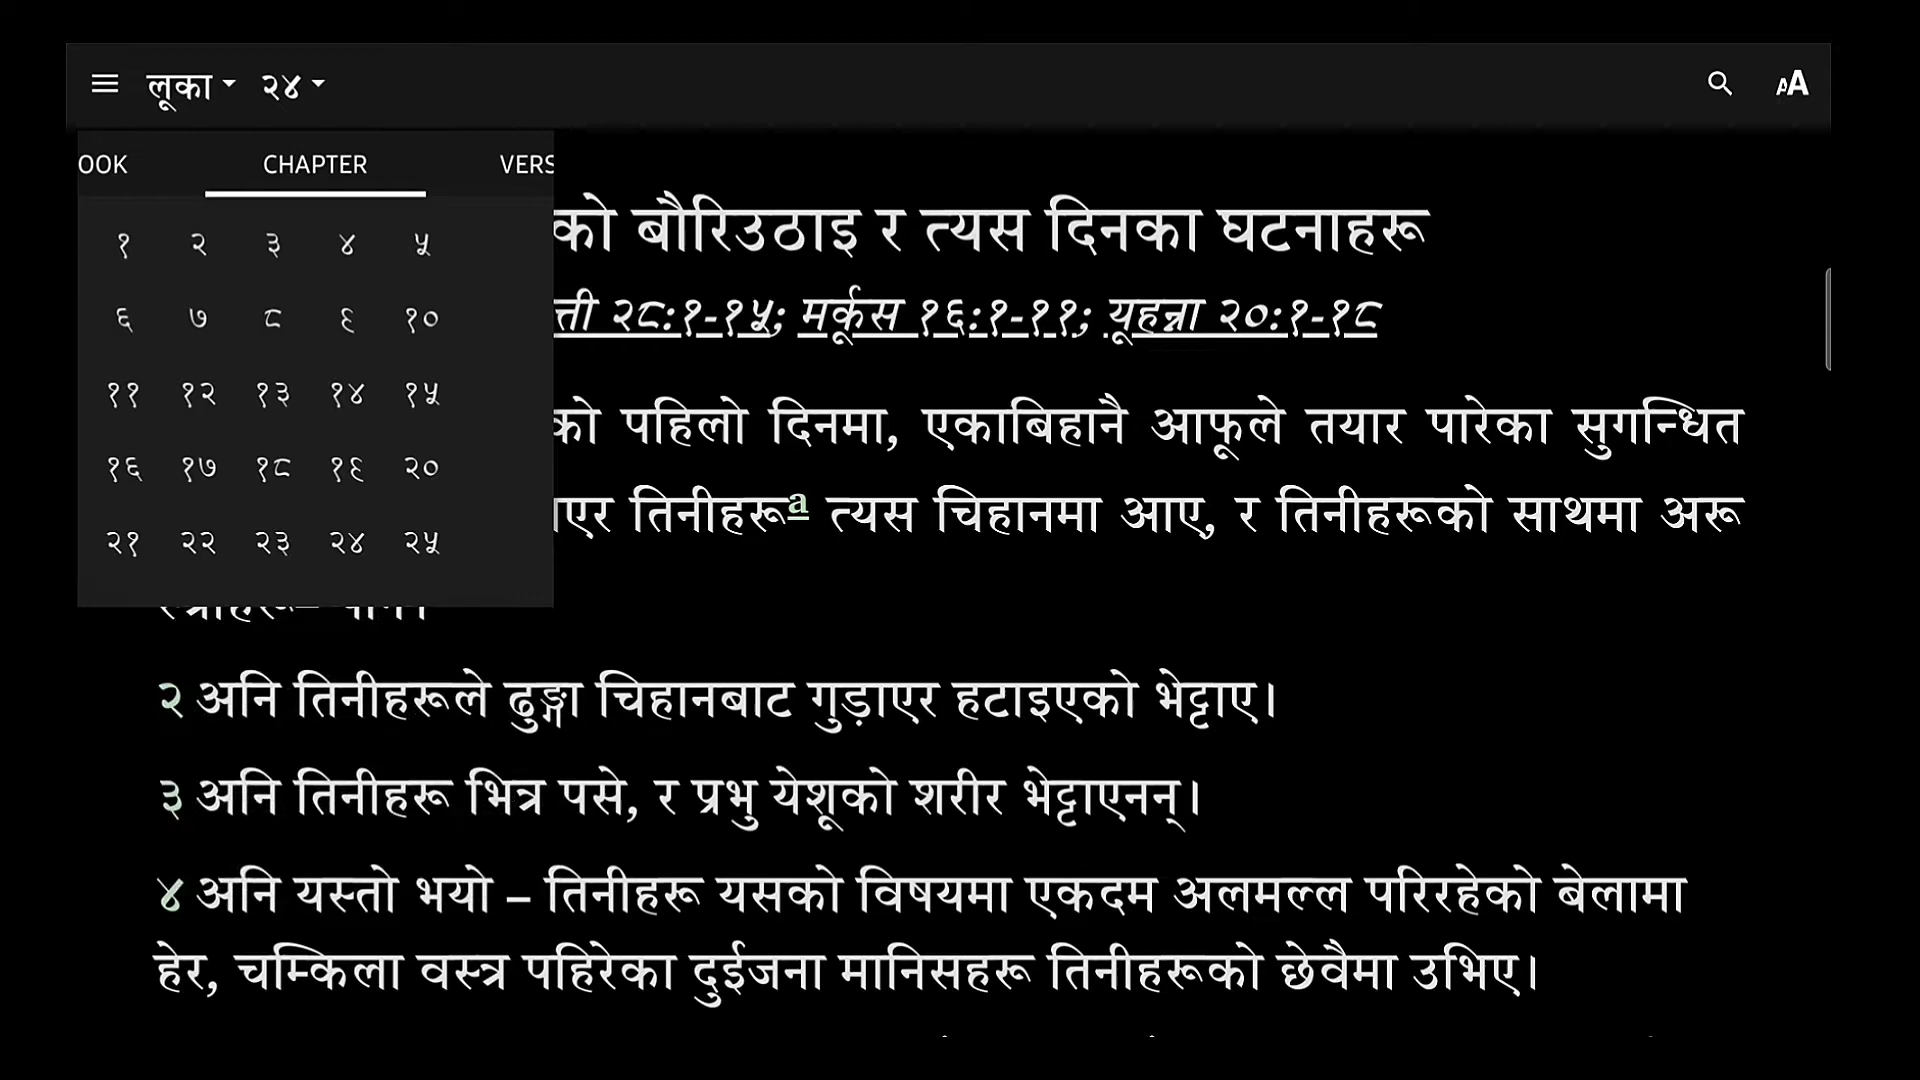 लूका २४ AA
OOK CHAPTER VERS
१ २ ३ ४ ५
६ ७ ८ ९ १०
११ १२ १३ १४ १५
१६ १७ १८ १९ २०
२१ २२ २३ २४ २५
को बौरिउठाइ र त्यस दिनका घटनाहरू
त्ती २८:१-१५; मर्कूस १६:१-११; यूहन्ना २०:१-१८
को पहिलो दिनमा, एकाबिहानै आफूले तयार पारेका सुगन्धित
एर तिनीहरू a त्यस चिहानमा आए, र तिनीहरूको साथमा अरू
२ अनि तिनीहरूले ढुङ्गा चिहानबाट गुड़ाएर हटाइएको भेट्टाए।
३ अनि तिनीहरू भित्र पसे, र प्रभु येशूको शरीर भेट्टाएनन्।
४ अनि यस्तो भयो – तिनीहरू यसको विषयमा एकदम अलमल्ल परिरहेको बेलामा
हेर, चम्किला वस्त्र पहिरेका दुईजना मानिसहरू तिनीहरूको छेवैमा उभिए।